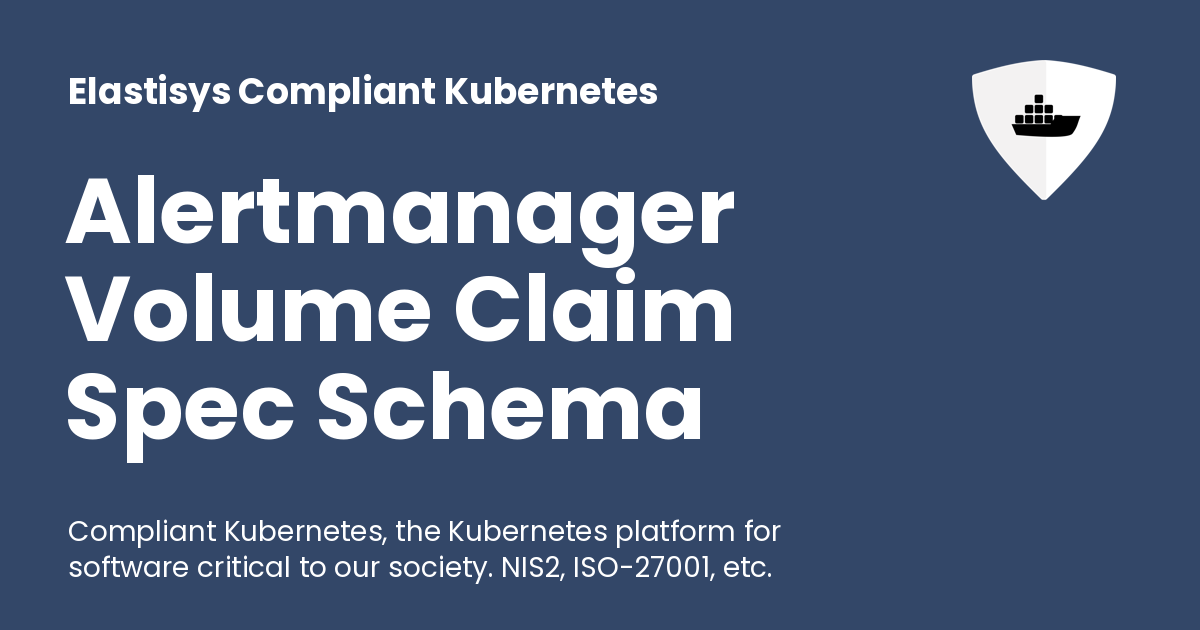 Elastisys Compliant Kubernetes
Alertmanager
Volume Claim
Spec Schema
Compliant Kubernetes, the Kubernetes platform for
software critical to our society. NIS2, ISO-27001, etc.